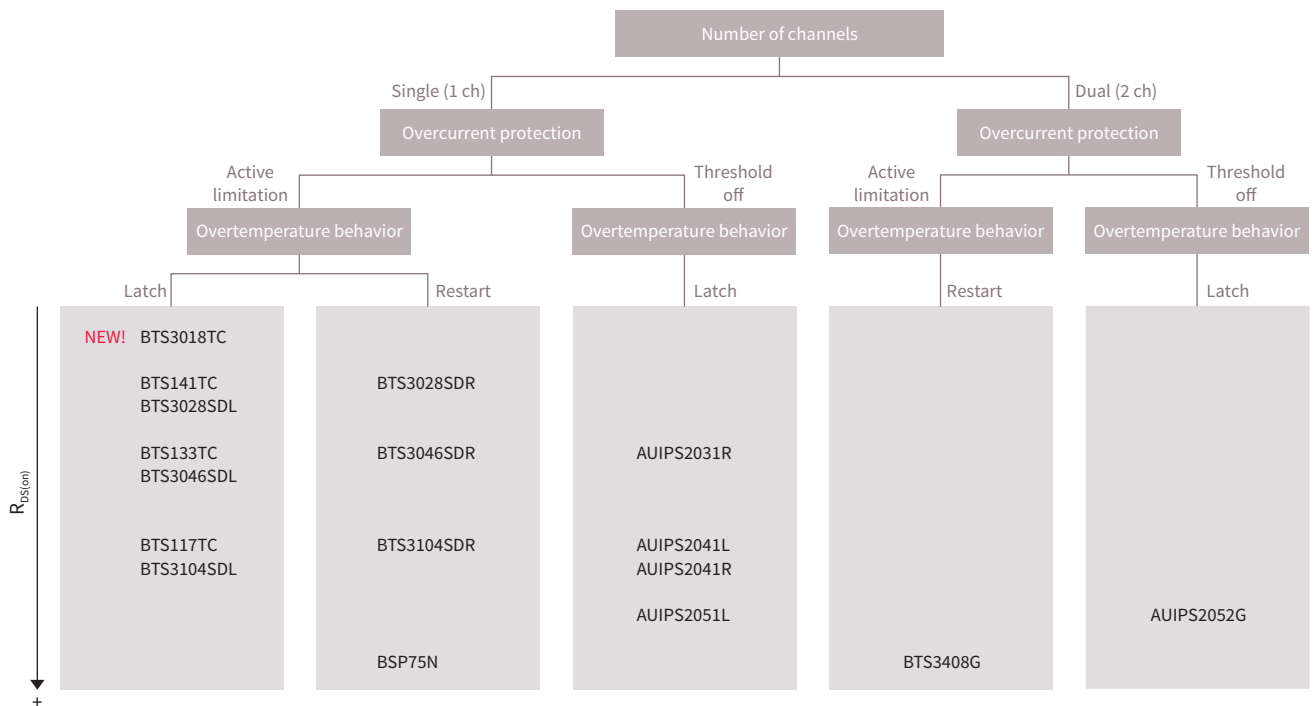 Number of channels
Single (1 ch)
Dual (2 ch)
Overcurrent protection
Overcurrent protection
Active
limitation
Threshold
off
Active
limitation
Threshold
off
Overtemperature behavior
Overtemperature behavior
Overtemperature behavior
Overtemperature behavior
Latch
Restart
Latch
Restart
Latch
NEW! BTS3018TC
BTS141TC
BTS3028SDL
BTS133TC
BTS3046SDL
BTS117TC
BTS3104SDL
BTS3028SDR
BTS3046SDR
BTS3104SDR
BSP75N
AUIPS2031R
AUIPS2041L
AUIPS2041R
AUIPS2051L
BTS3408G
AUIPS2052G
RDS(on)
+